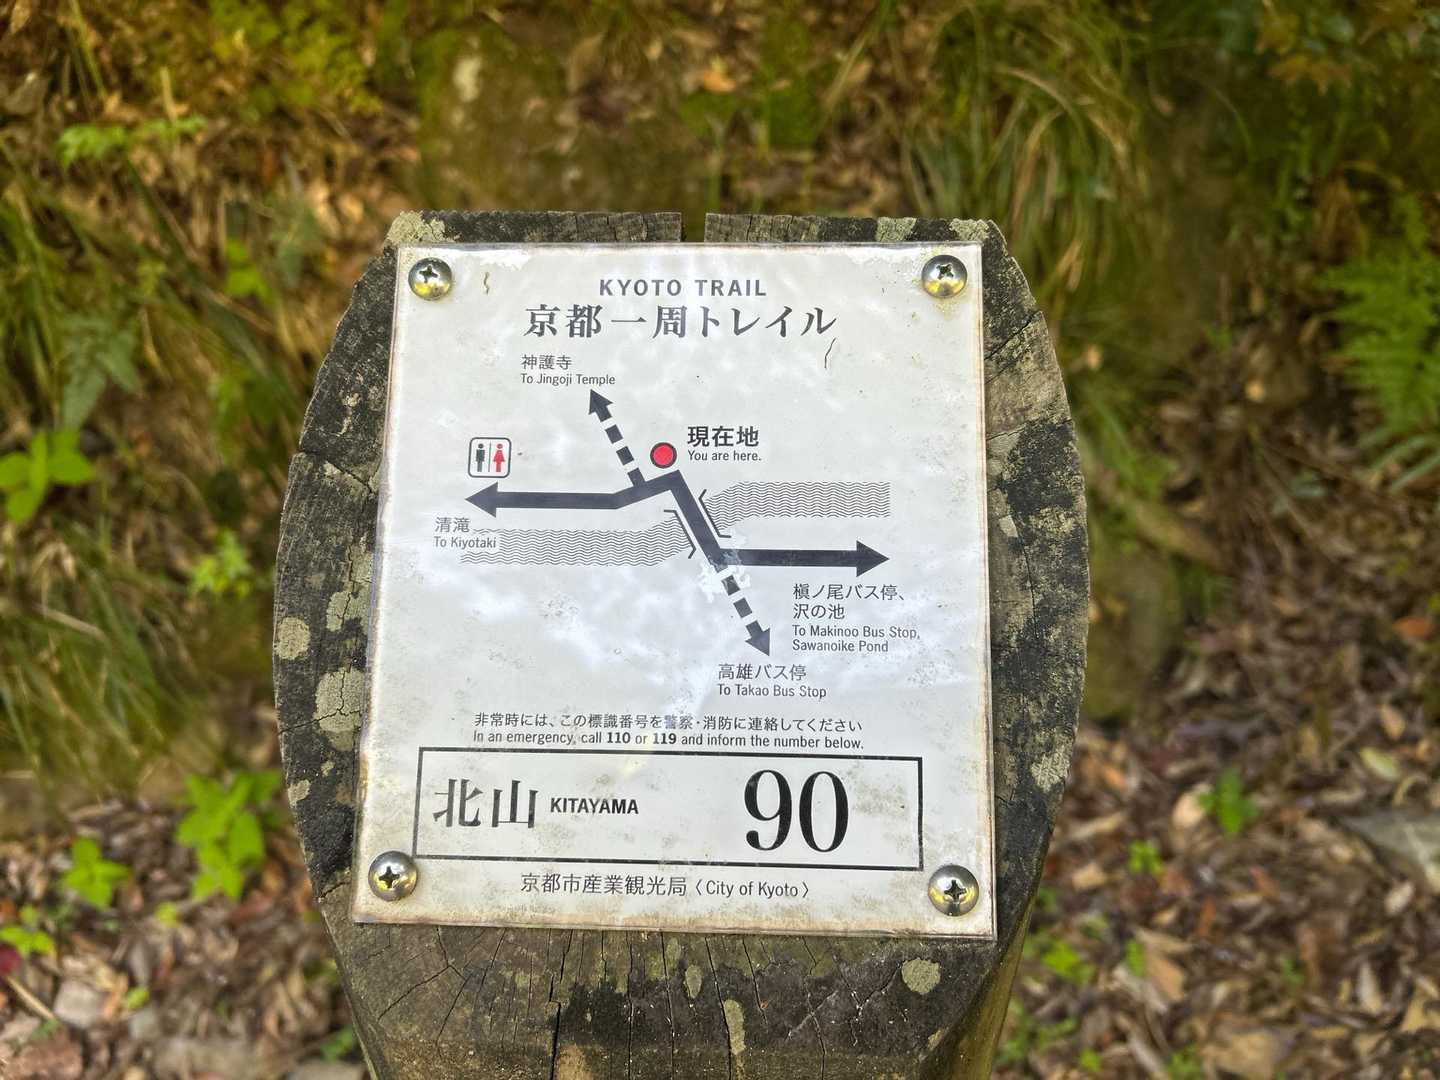 KYOTO TRAIL
京都一周トレイル
神護寺
To Jingoji Temple
現在地
You are here.
清滝
To Kiyotaki
槇ノ尾バス停、
沢の池
To Makinoo Bus Stop,
Sawanoike Pond
高雄バス停
To Takao Bus Stop
非常時には、この標識番号を警察・消防に連絡してください
In an emergency, call 110 or 119 and inform the number below.
北山 KITAYAMA 90
京都市産業観光局〈City of Kyoto〉